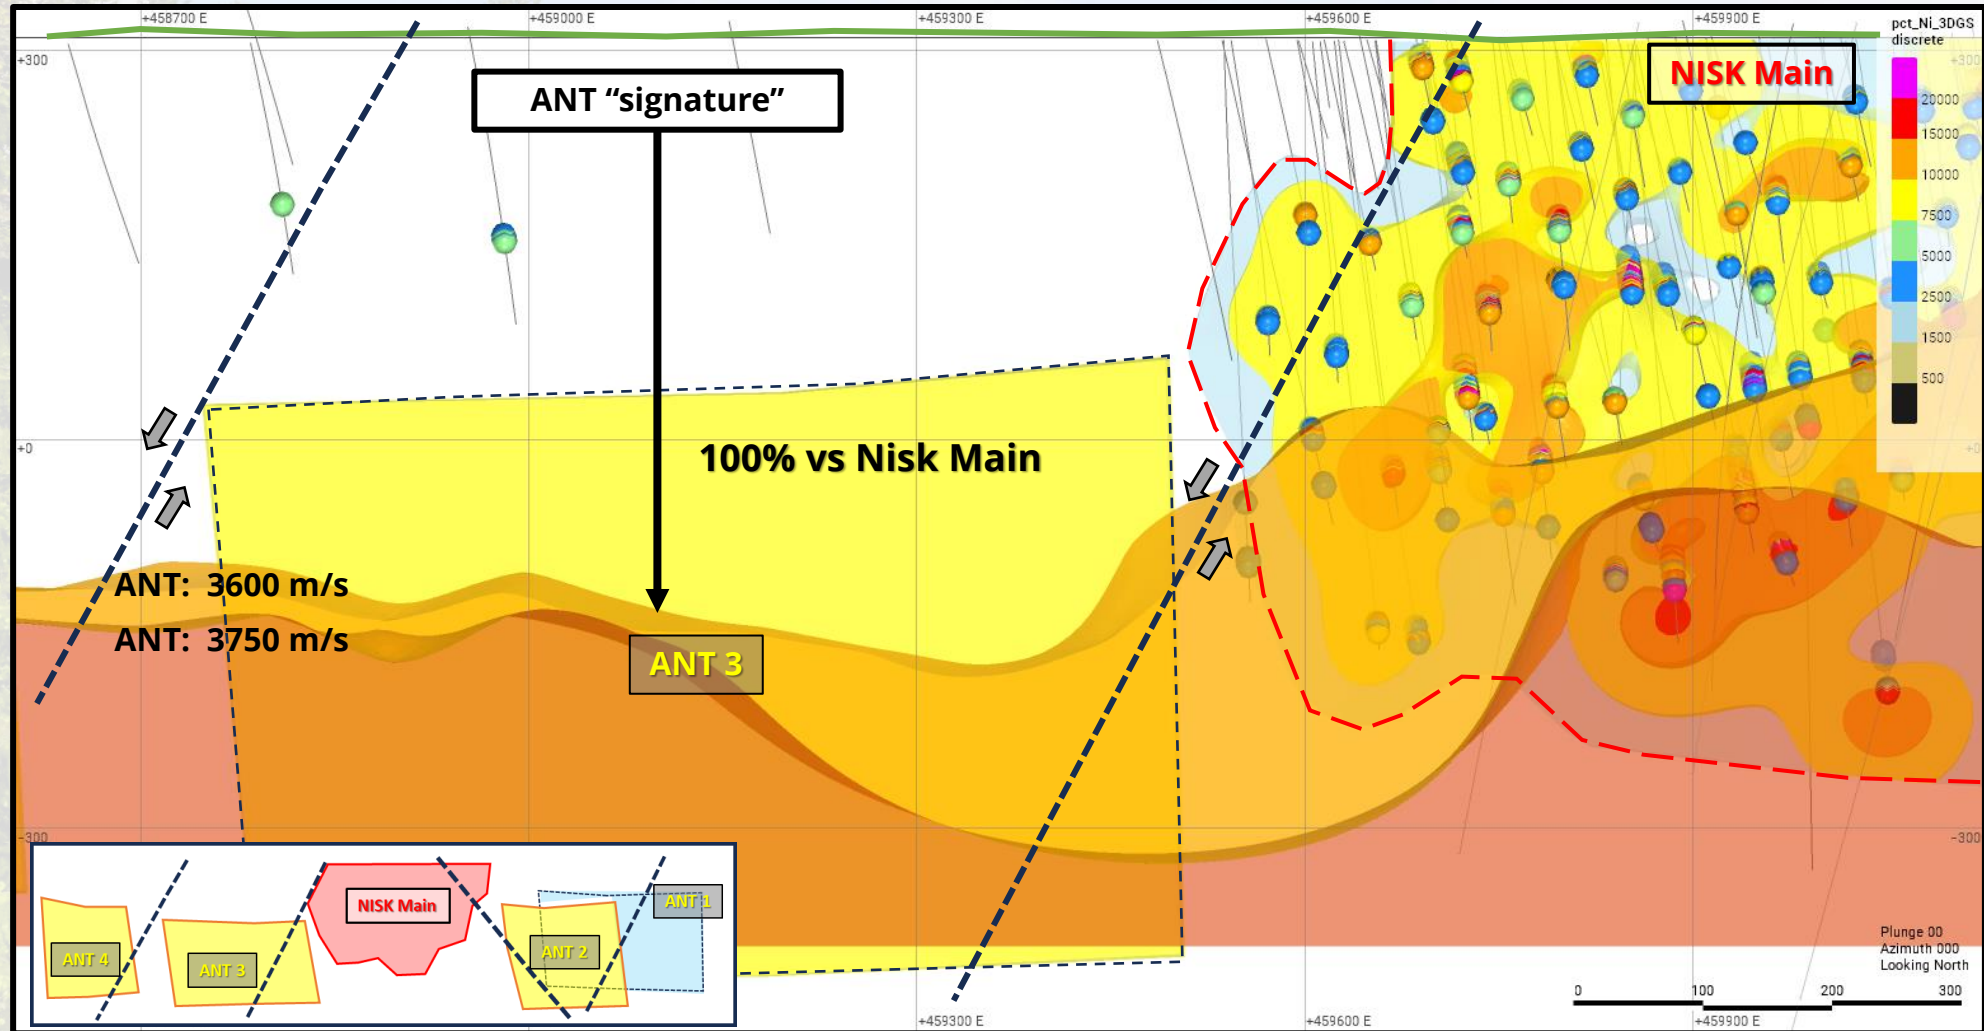 +458700 E
+459000 E
+459300 E
+459600 E
+459900 E
pct_Ni_3DGS
discrete
+300
+300
NISK Main
ANT “signature”
20000
15000
10000
7500
5000
2500
1500
500
+0
100% vs Nisk Main
ANT: 3600 m/s
ANT: 3750 m/s
ANT 3
-300
-300
NISK Main
ANT 1
ANT 2
ANT 3
ANT 4
Plunge 00
Azimuth 000
Looking North
0 100 200 300
+459300 E
+459600 E
+459900 E